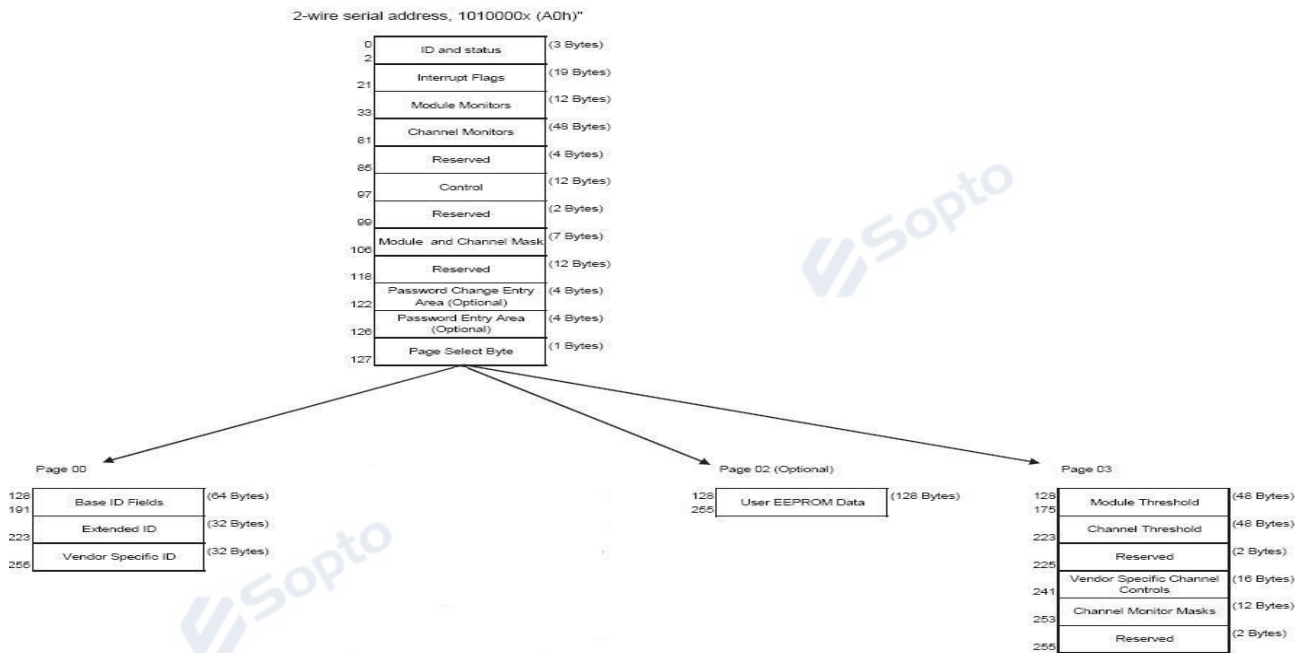 2-wire serial address, 1010000x (A0h)"
0
2
ID and status
(3 Bytes)
21
Interrupt Flags
(19 Bytes)
33
Module Monitors
(12 Bytes)
81
Channel Monitors
(48 Bytes)
85
Reserved
(4 Bytes)
97
Control
(12 Bytes)
99
Reserved
(2 Bytes)
106
Module and Channel Mask
(7 Bytes)
118
Reserved
(12 Bytes)
122
Password Change Entry
Area (Optional)
(4 Bytes)
126
Password Entry Area
(Optional)
(4 Bytes)
127
Page Select Byte
(1 Bytes)
Page 00
128
191
Base ID Fields
(64 Bytes)
223
Extended ID
(32 Bytes)
255
Vendor Specific ID
(32 Bytes)
Page 02 (Optional)
128
255
User EEPROM Data
(128 Bytes)
Page 03
128
175
Module Threshold
(48 Bytes)
223
Channel Threshold
(48 Bytes)
225
Reserved
(2 Bytes)
241
Vendor Specific Channel
Controls
(16 Bytes)
253
Channel Monitor Masks
(12 Bytes)
255
Reserved
(2 Bytes)
Sopto
Sopto